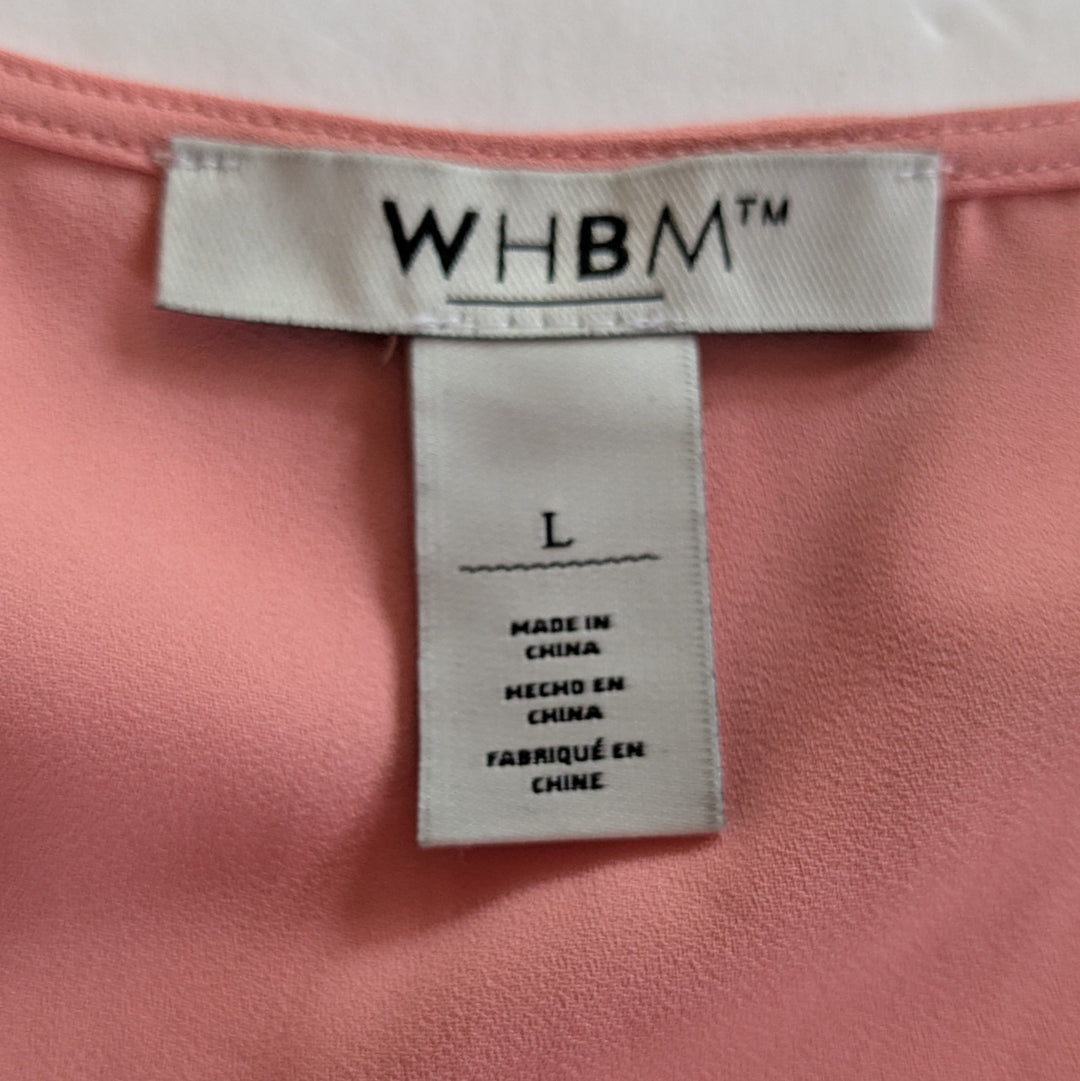 WHBM™
L
MADE IN
CHINA
HECHO EN
CHINA
FABRIQUÉ EN
CHINE